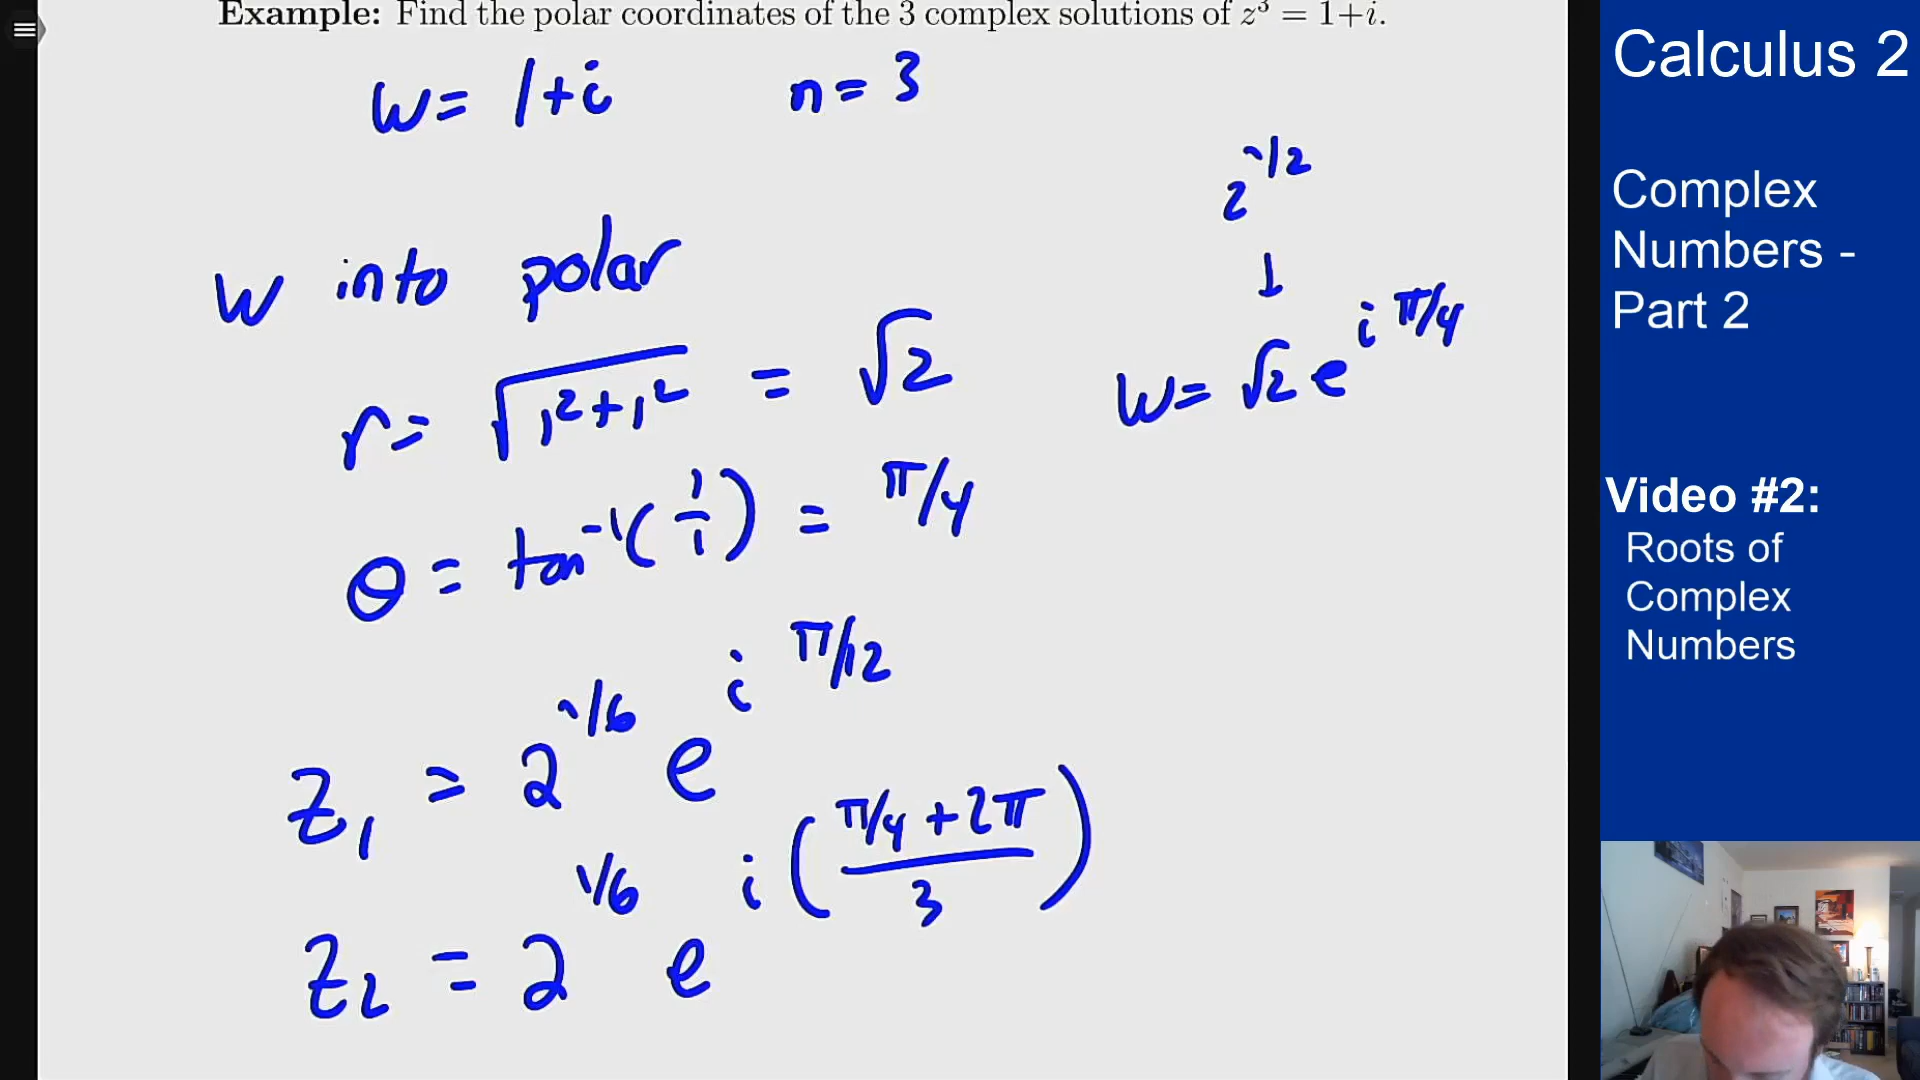 Example: Find the polar coordinates of the 3 complex solutions of z³ = 1+i.
w = 1+i n = 3
w into polar
r = √(1²+1²) = √2
2^1/2
↓
w = √2 e^i π/4
θ = tan⁻¹(1/1) = π/4
z₁ = 2^1/6 e^i π/12
z₂ = 2^1/6 e^i((π/4 + 2π)/3)
Calculus 2
Complex
Numbers -
Part 2
Video #2:
Roots of
Complex
Numbers